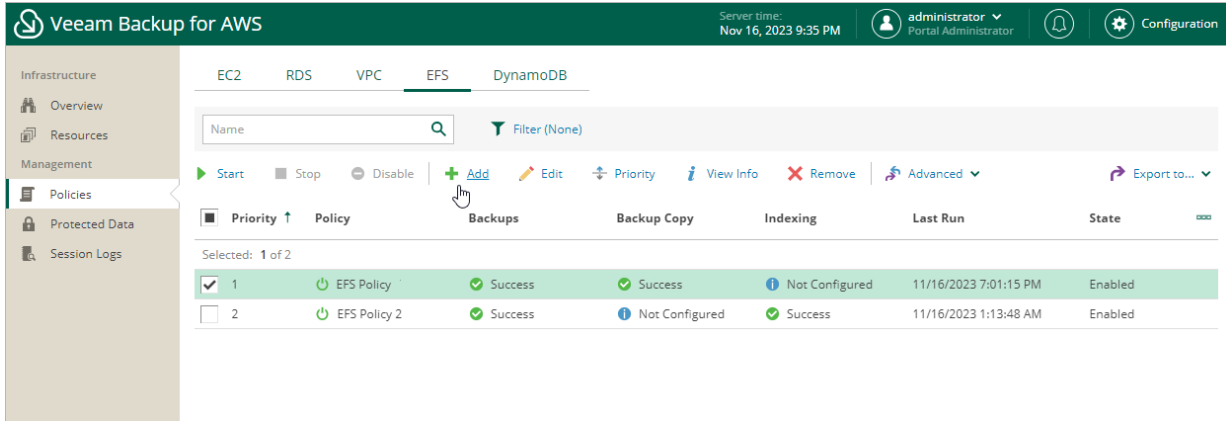 Veeam Backup for AWS
Server time:
Nov 16, 2023 9:35 PM
administrator
Portal Administrator
Configuration
Infrastructure
Overview
Resources
Management
Policies
Protected Data
Session Logs
EC2 RDS VPC EFS DynamoDB
Name
Filter (None)
Start Stop Disable Add Edit Priority View Info Remove Advanced Export to...
Priority Policy Backups Backup Copy Indexing Last Run State
Selected: 1 of 2
1 EFS Policy Success Success Not Configured 11/16/2023 7:01:15 PM Enabled
2 EFS Policy 2 Success Not Configured Success 11/16/2023 1:13:48 AM Enabled